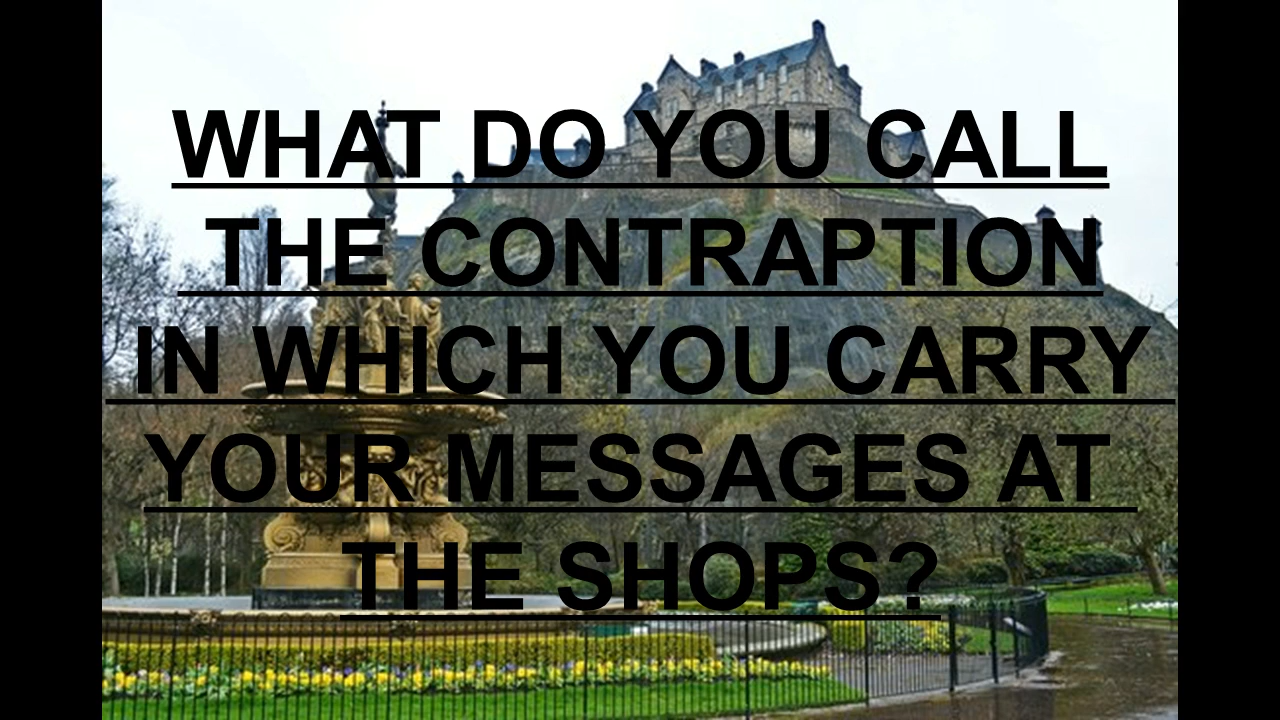 WHAT DO YOU CALL
THE CONTRAPTION
IN WHICH YOU CARRY
YOUR MESSAGES AT
THE SHOPS?